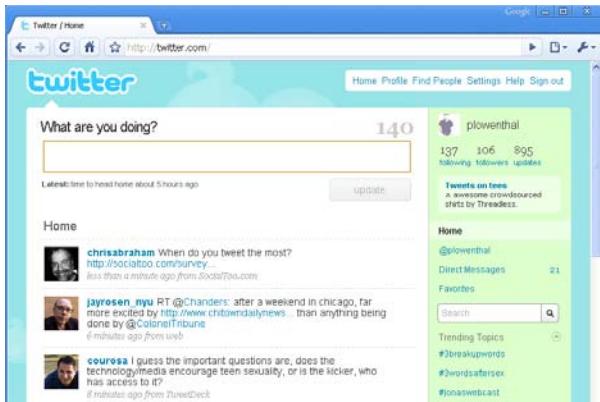 Google
Twitter / Home
http://twitter.com/
twitter
Home Profile Find People Settings Help Sign out
What are you doing?
140
Latest: time to head home about 5 hours ago
update
Home
chrisabraham When do you tweet the most?
http://socialtoo.com/survey...
less than a minute ago from SocialToo.com
jayrosen_nyu RT @Chanders: after a weekend in chicago, far
more excited by http://www.chitowndailynews... than anything being
done by @ColonelTribune
6 minutes ago from web
courosa I guess the important questions are, does the
technology/media encourage teen sexuality, or is the kicker, who
has access to it?
8 minutes ago from TweetDeck
plowenthal
137 106 895
following followers updates
Tweets on tees
A awesome crowdsourced
shirts by Threadless.
Home
@plowenthal
Direct Messages 21
Favorites
Search
Trending Topics
#3breakupwords
#3wordsaftersex
#jonaswebcast